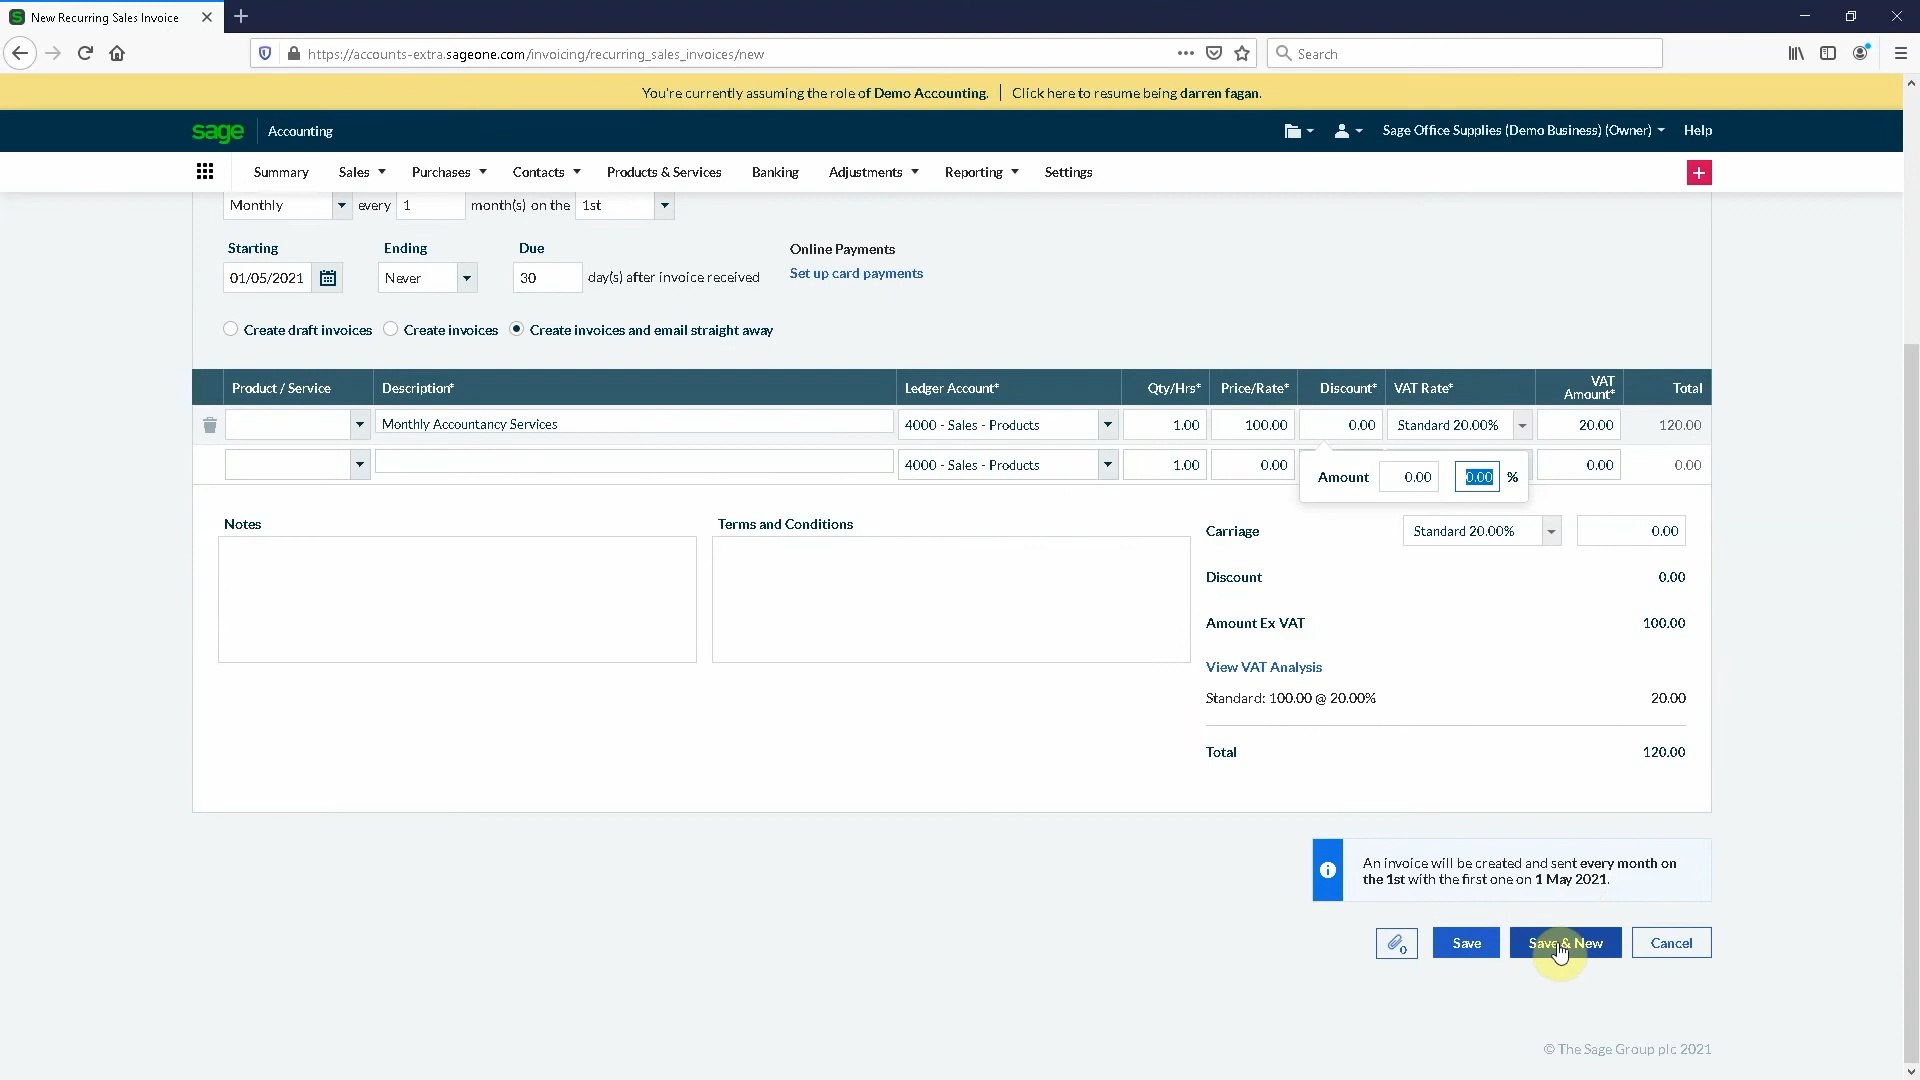 New Recurring Sales Invoice
https://accounts-extra.sageone.com/invoicing/recurring_sales_invoices/new
Search
You're currently assuming the role of Demo Accounting. | Click here to resume being darren fagan.
sage Accounting
Sage Office Supplies (Demo Business) (Owner) Help
Summary Sales Purchases Contacts Products & Services Banking Adjustments Reporting Settings
Monthly every 1 month(s) on the 1st
Starting Ending Due Online Payments
01/05/2021 Never 30 day(s) after invoice received Set up card payments
Create draft invoices Create invoices Create invoices and email straight away
Product / Service Description* Ledger Account* Qty/Hrs* Price/Rate* Discount* VAT Rate* VAT Amount* Total
Monthly Accountancy Services 4000 - Sales - Products 1.00 100.00 0.00 Standard 20.00% 20.00 120.00
4000 - Sales - Products 1.00 0.00 0.00 0.00
Amount 0.00 0.00 %
Notes Terms and Conditions
Carriage Standard 20.00% 0.00
Discount 0.00
Amount Ex VAT 100.00
View VAT Analysis
Standard: 100.00 @ 20.00% 20.00
Total 120.00
An invoice will be created and sent every month on
the 1st with the first one on 1 May 2021.
0 Save Save & New Cancel
© The Sage Group plc 2021